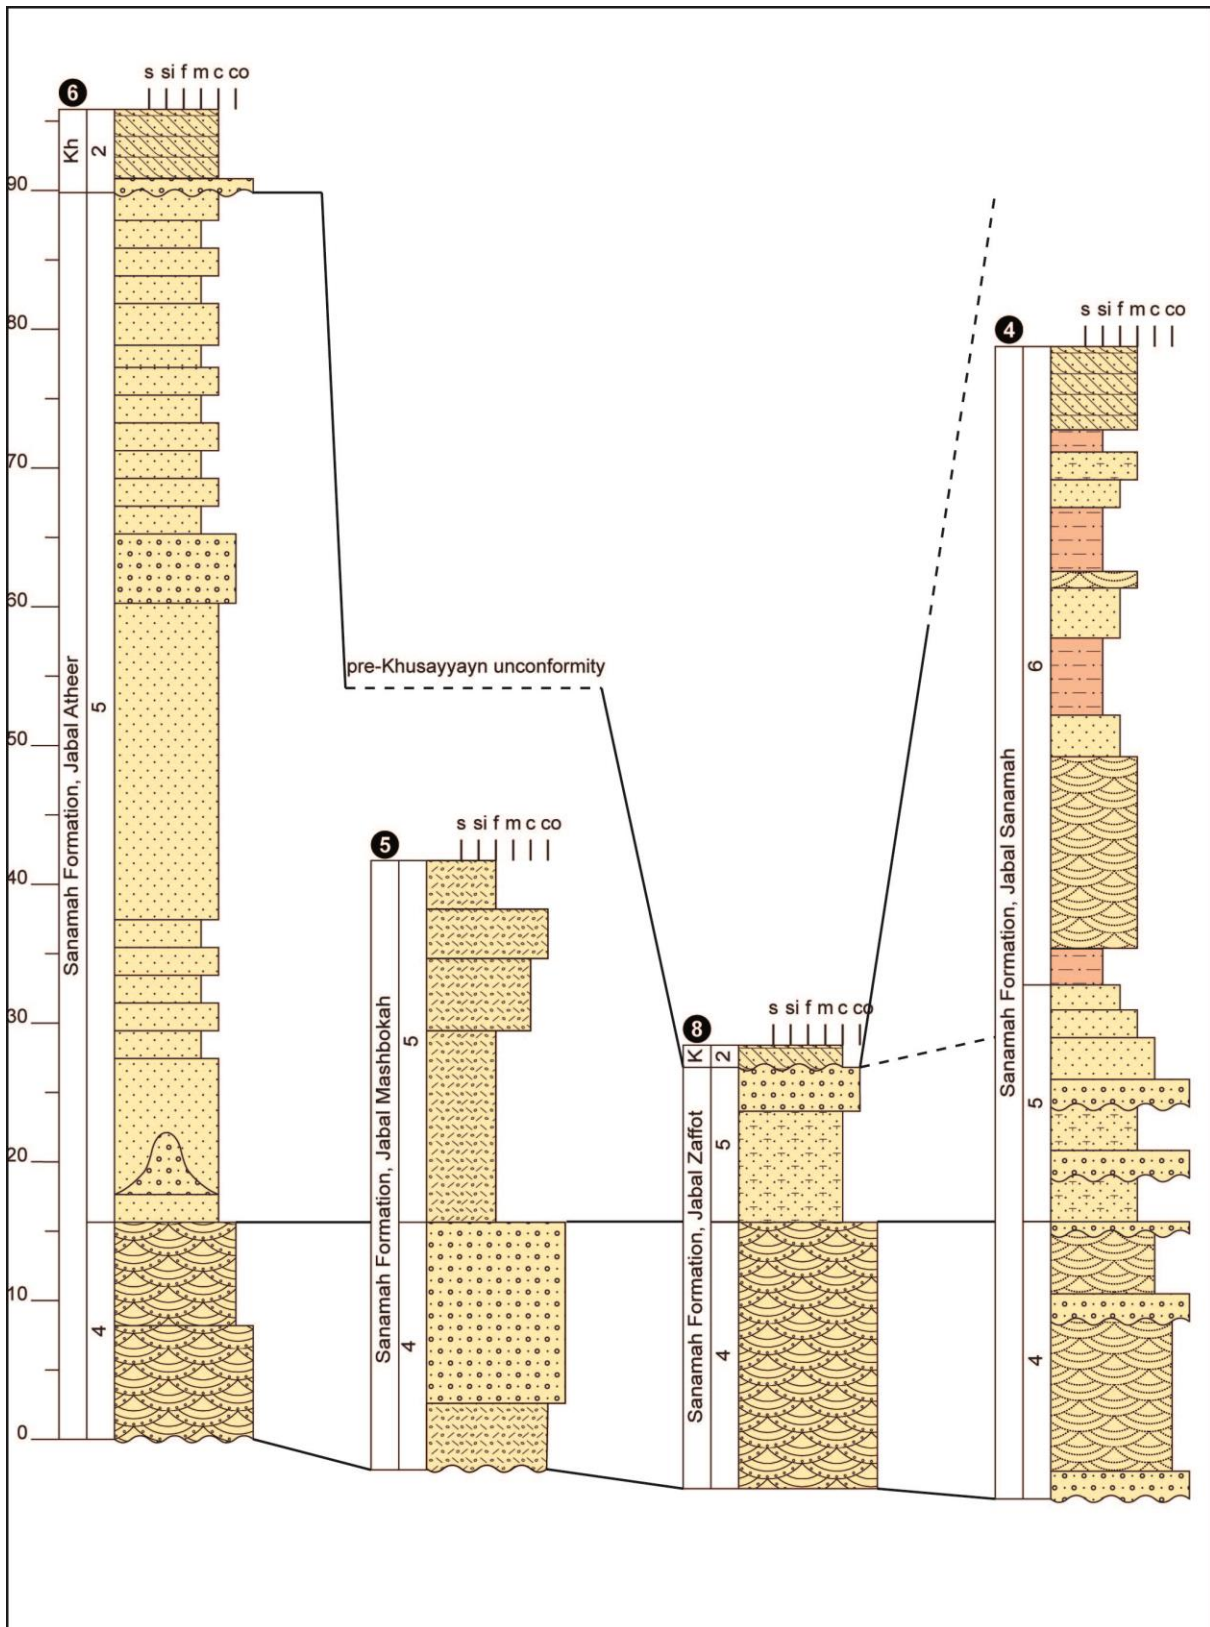 s si f m c co
6
Kh
2
90
80
70
60
50
40
30
20
10
0
Sanamah Formation, Jabal Atheer
5
4
pre-Khusayyayn unconformity
s si f m c co
5
Sanamah Formation, Jabal Mashbokah
5
4
s si f m c co
8
K
2
Sanamah Formation, Jabal Zaffot
5
4
s si f m c co
4
Sanamah Formation, Jabal Sanamah
6
5
4